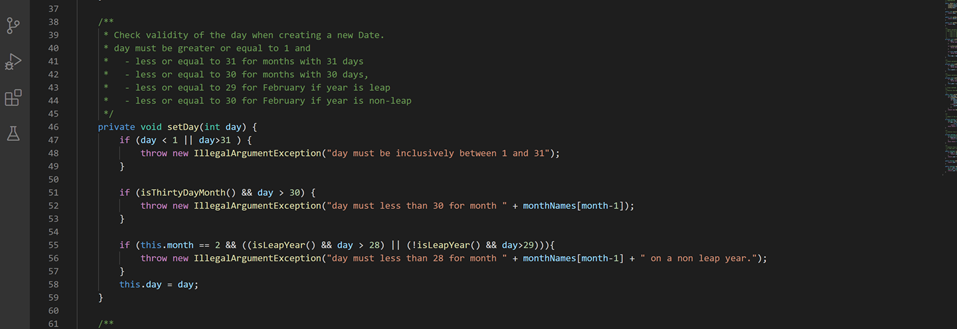 37
38 /**
39 * Check validity of the day when creating a new Date.
40 * day must be greater or equal to 1 and
41 *   - less or equal to 31 for months with 31 days
42 *   - less or equal to 30 for months with 30 days,
43 *   - less or equal to 29 for February if year is leap
44 *   - less or equal to 30 for February if year is non-leap
45 */
46 private void setDay(int day) {
47 if (day < 1 || day>31 ) {
48 throw new IllegalArgumentException("day must be inclusively between 1 and 31");
49 }
50
51 if (isThirtyDayMonth() && day > 30) {
52 throw new IllegalArgumentException("day must less than 30 for month " + monthNames[month-1]);
53 }
54
55 if (this.month == 2 && ((isLeapYear() && day > 28) || (!isLeapYear() && day>29))){
56 throw new IllegalArgumentException("day must less than 28 for month " + monthNames[month-1] + " on a non leap year.");
57 }
58 this.day = day;
59 }
60
61 /**